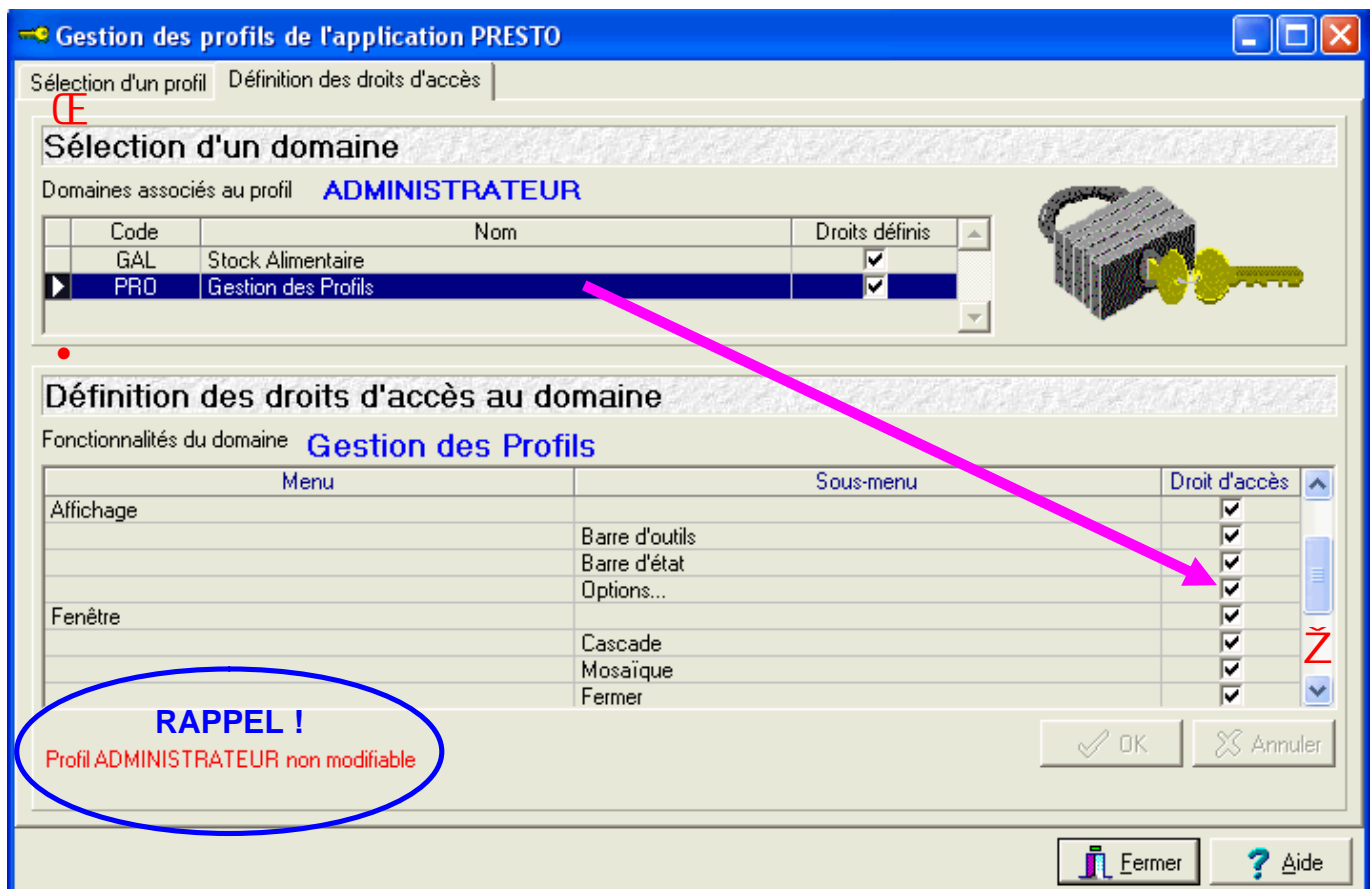 Gestion des profils de l'application PRESTO
Sélection d'un profil Définition des droits d'accès
Œ
Sélection d'un domaine
Domaines associés au profil ADMINISTRATEUR
Code Nom Droits définis
GAL Stock Alimentaire
PRO Gestion des Profils
•
Définition des droits d'accès au domaine
Fonctionnalités du domaine Gestion des Profils
Menu Sous-menu Droit d'accès
Affichage
Barre d'outils
Barre d'état
Options...
Fenêtre
Cascade
Ž
Mosaïque
Fermer
RAPPEL !
Profil ADMINISTRATEUR non modifiable
OK Annuler
Fermer Aide